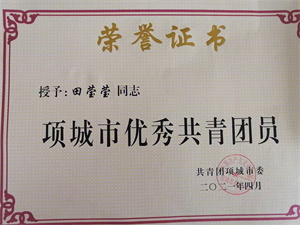 荣誉证书
授予：田莹莹 同志
项城市优秀共青团员
共青团项城市委
二〇二一年四月